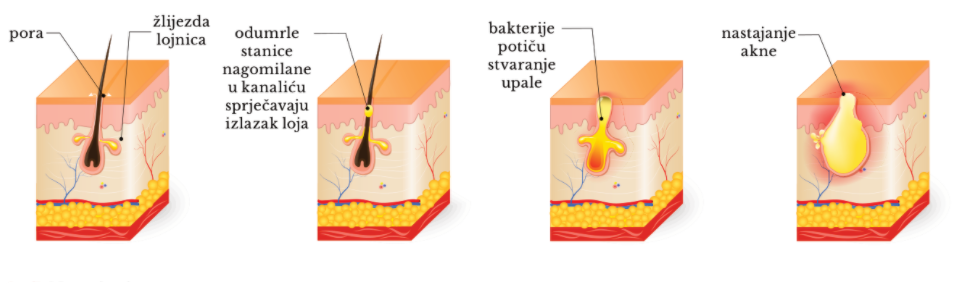 pora
žlijezda
lojnica
odumrle
stanice
nagomilane
u kanaliću
sprječavaju
izlazak loja
bakterije
potiču
stvaranje
upale
nastajanje
akne